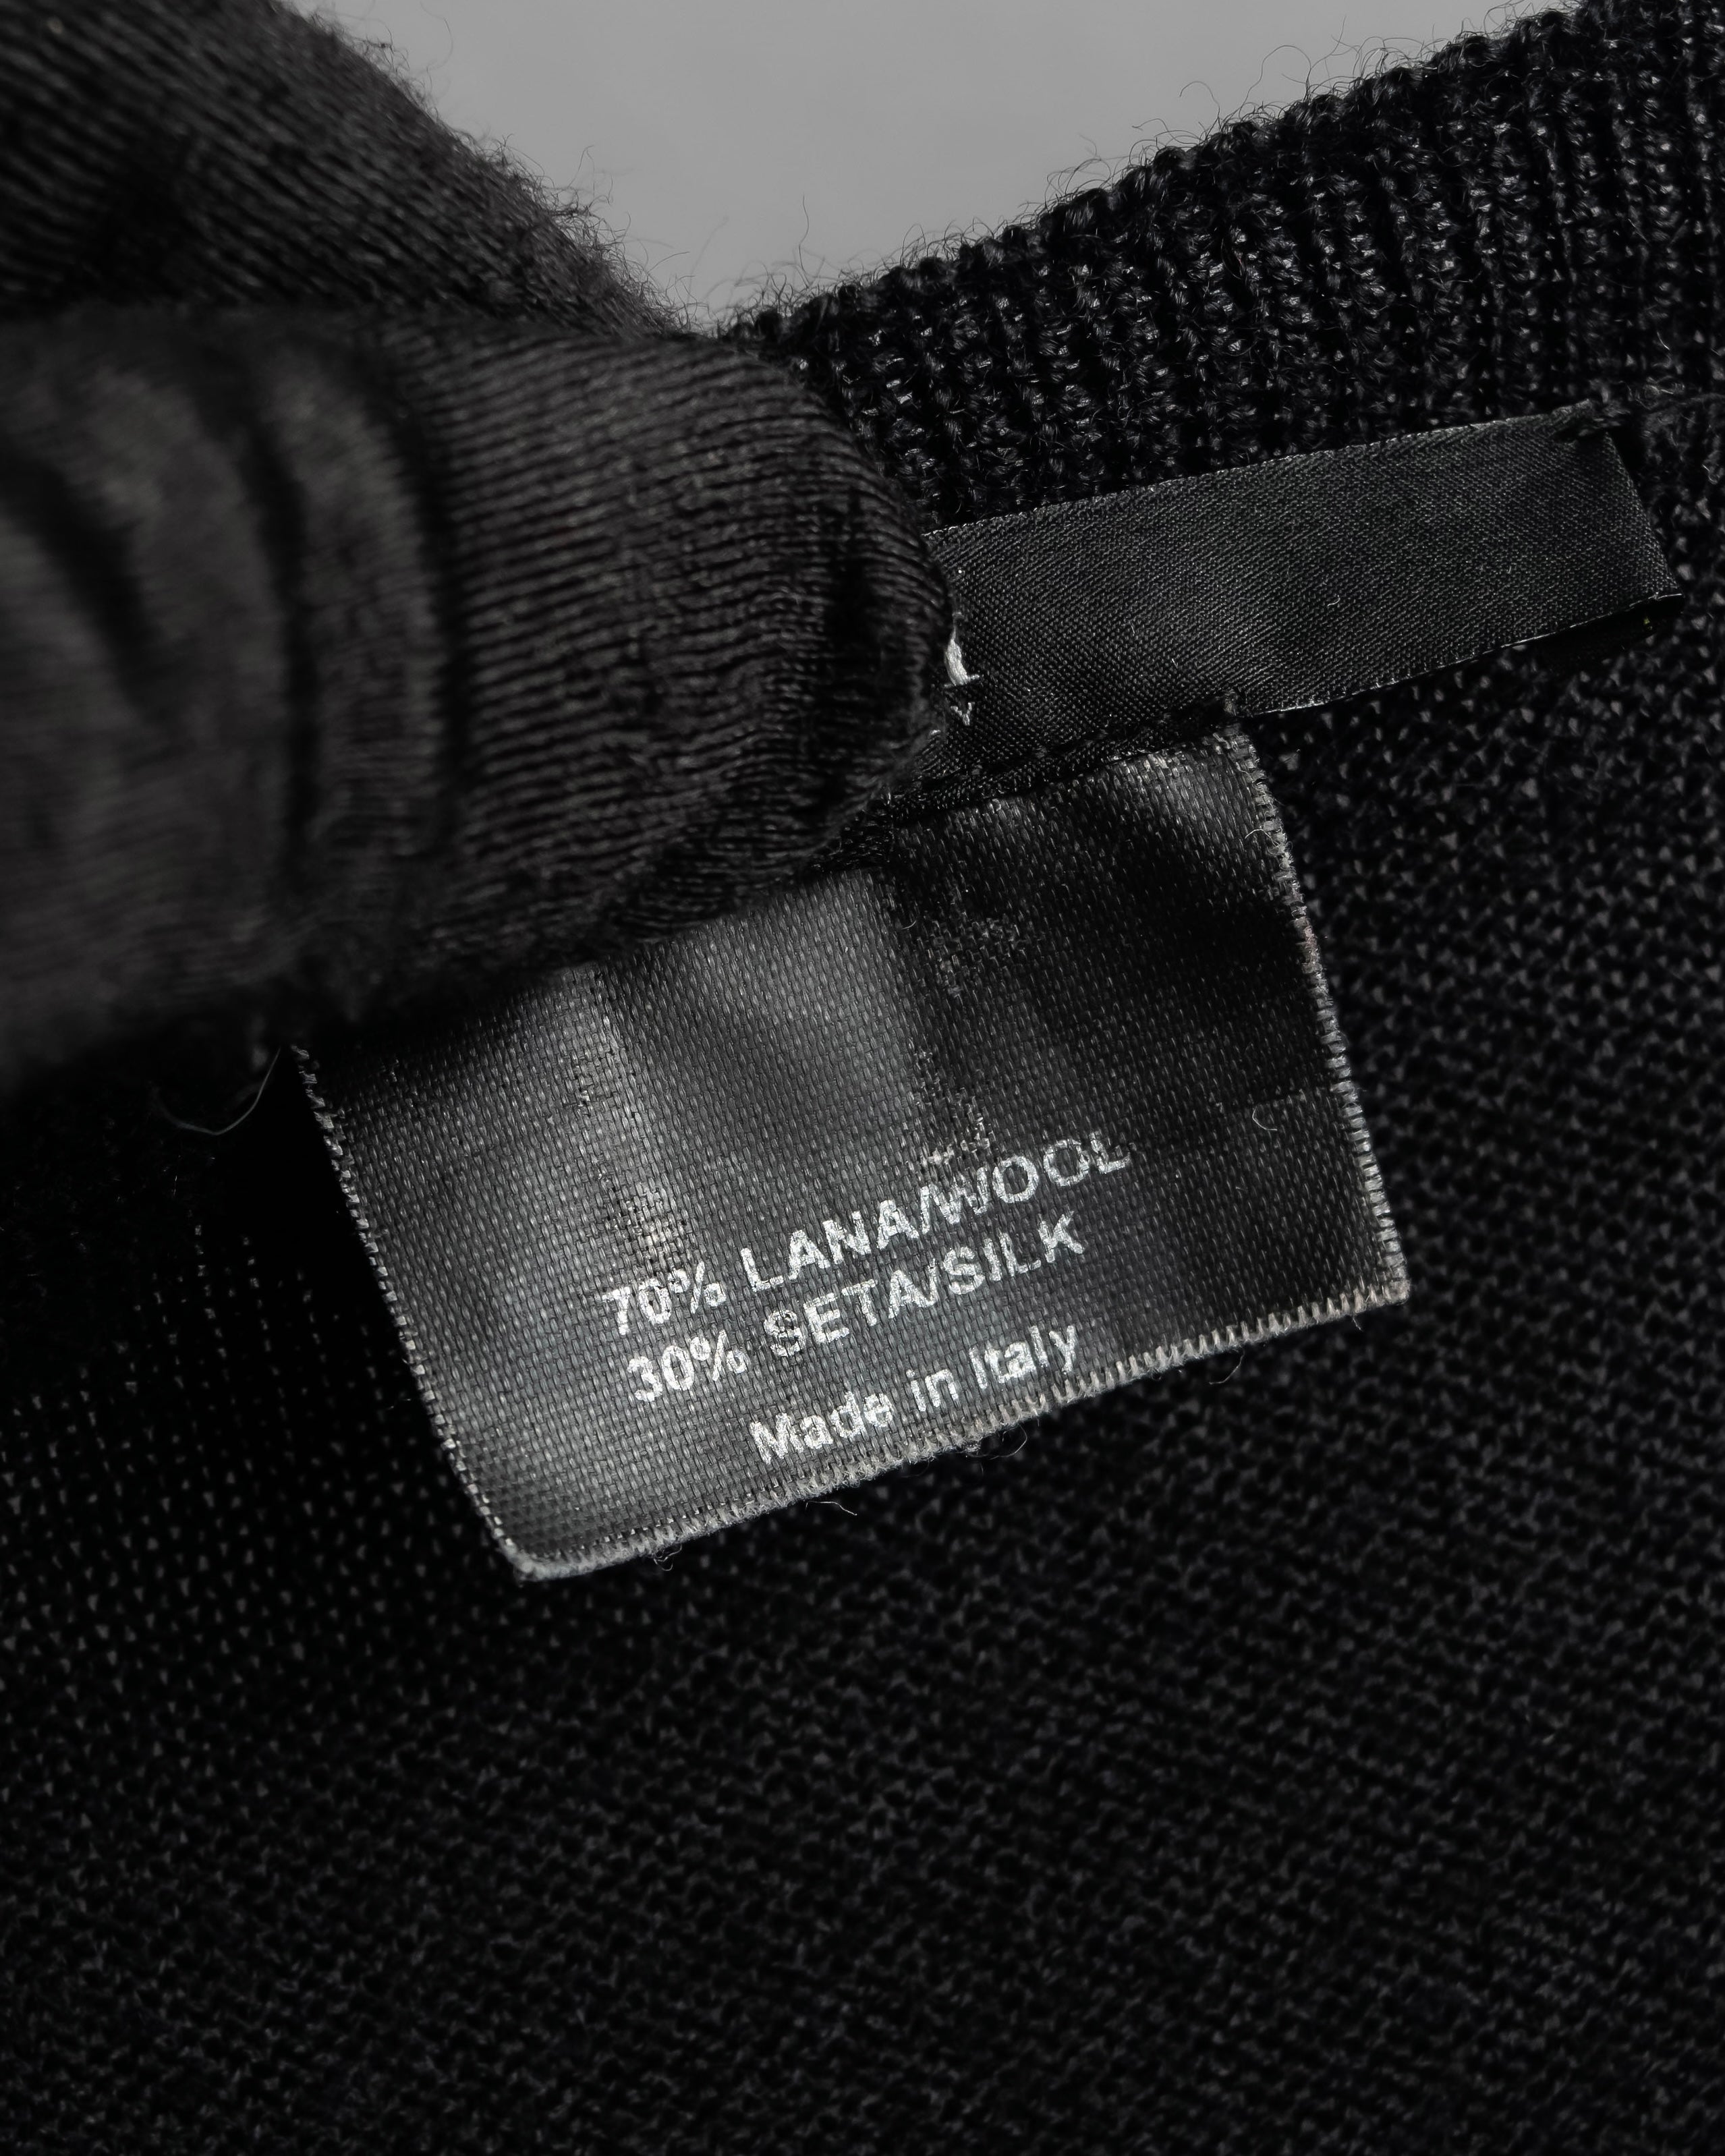 70% LANA/WOOL
30% SETA/SILK
Made in Italy